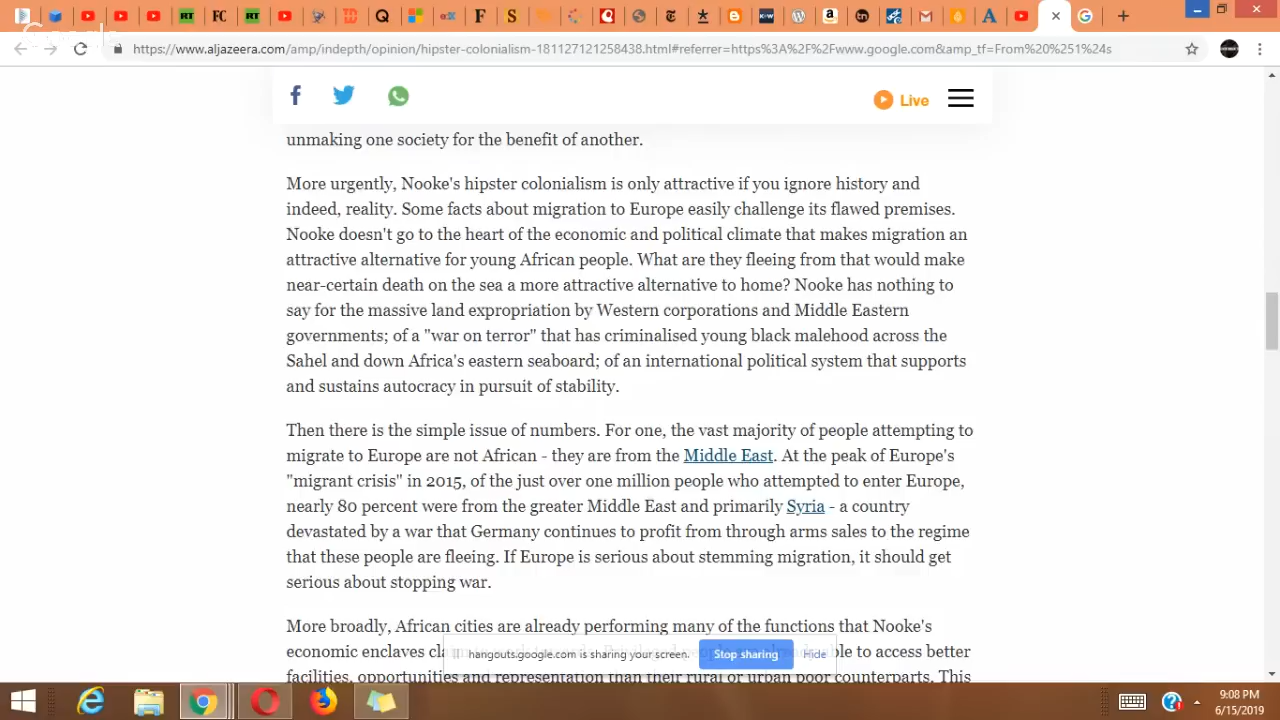 https://www.aljazeera.com/amp/indepth/opinion/hipster-colonialism-181127121258438.html#referrer=https%3A%2F%2Fwww.google.com&amp_tf=From%20%251%24s
Live
unmaking one society for the benefit of another.
More urgently, Nooke's hipster colonialism is only attractive if you ignore history and
indeed, reality. Some facts about migration to Europe easily challenge its flawed premises.
Nooke doesn't go to the heart of the economic and political climate that makes migration an
attractive alternative for young African people. What are they fleeing from that would make
near-certain death on the sea a more attractive alternative to home? Nooke has nothing to
say for the massive land expropriation by Western corporations and Middle Eastern
governments; of a "war on terror" that has criminalised young black malehood across the
Sahel and down Africa's eastern seaboard; of an international political system that supports
and sustains autocracy in pursuit of stability.
Then there is the simple issue of numbers. For one, the vast majority of people attempting to
migrate to Europe are not African - they are from the Middle East. At the peak of Europe's
"migrant crisis" in 2015, of the just over one million people who attempted to enter Europe,
nearly 80 percent were from the greater Middle East and primarily Syria - a country
devastated by a war that Germany continues to profit from through arms sales to the regime
that these people are fleeing. If Europe is serious about stemming migration, it should get
serious about stopping war.
More broadly, African cities are already performing many of the functions that Nooke's
economic enclaves to access better
hangouts.google.com is sharing your screen. Stop sharing Hide
facilities, opportunities and representation than their rural or urban poor counterparts. This
9:08 PM
6/15/2019